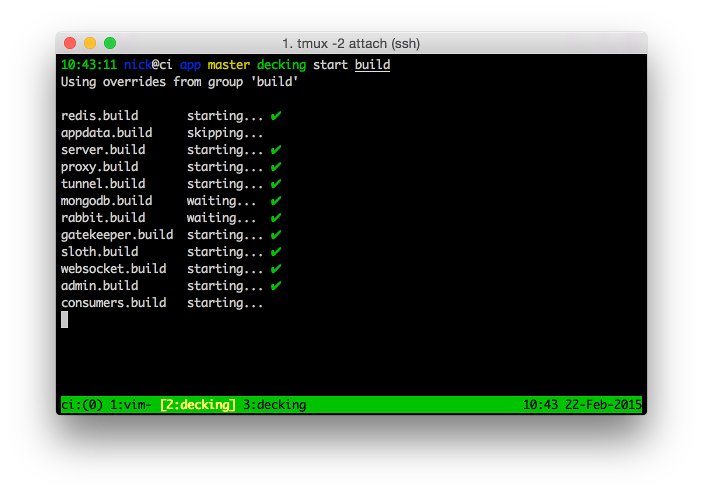 1. tmux -2 attach (ssh)
10:43:11 nick@ci app master decking start build
Using overrides from group 'build'
redis.build starting... ✔
appdata.build skipping...
server.build starting... ✔
proxy.build starting... ✔
tunnel.build starting... ✔
mongodb.build waiting... ✔
rabbit.build waiting... ✔
gatekeeper.build starting... ✔
sloth.build starting... ✔
websocket.build starting... ✔
admin.build starting... ✔
consumers.build starting...
ci:(0) 1:vim- [2:decking] 3:decking 10:43 22-Feb-2015